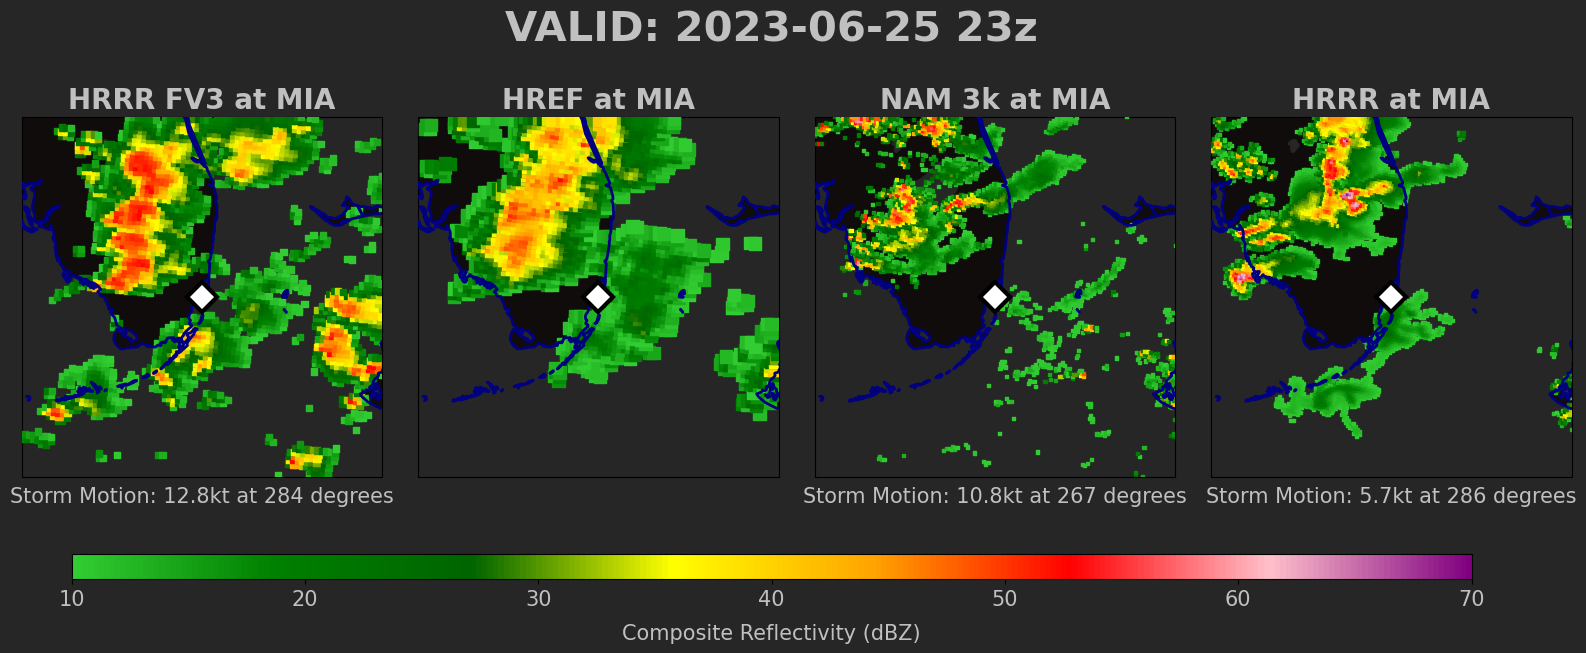 VALID: 2023-06-25 23z
HRRR FV3 at MIA
HREF at MIA
NAM 3k at MIA
HRRR at MIA
Storm Motion: 12.8kt at 284 degrees
Storm Motion: 10.8kt at 267 degrees
Storm Motion: 5.7kt at 286 degrees
10 20 30 40 50 60 70
Composite Reflectivity (dBZ)